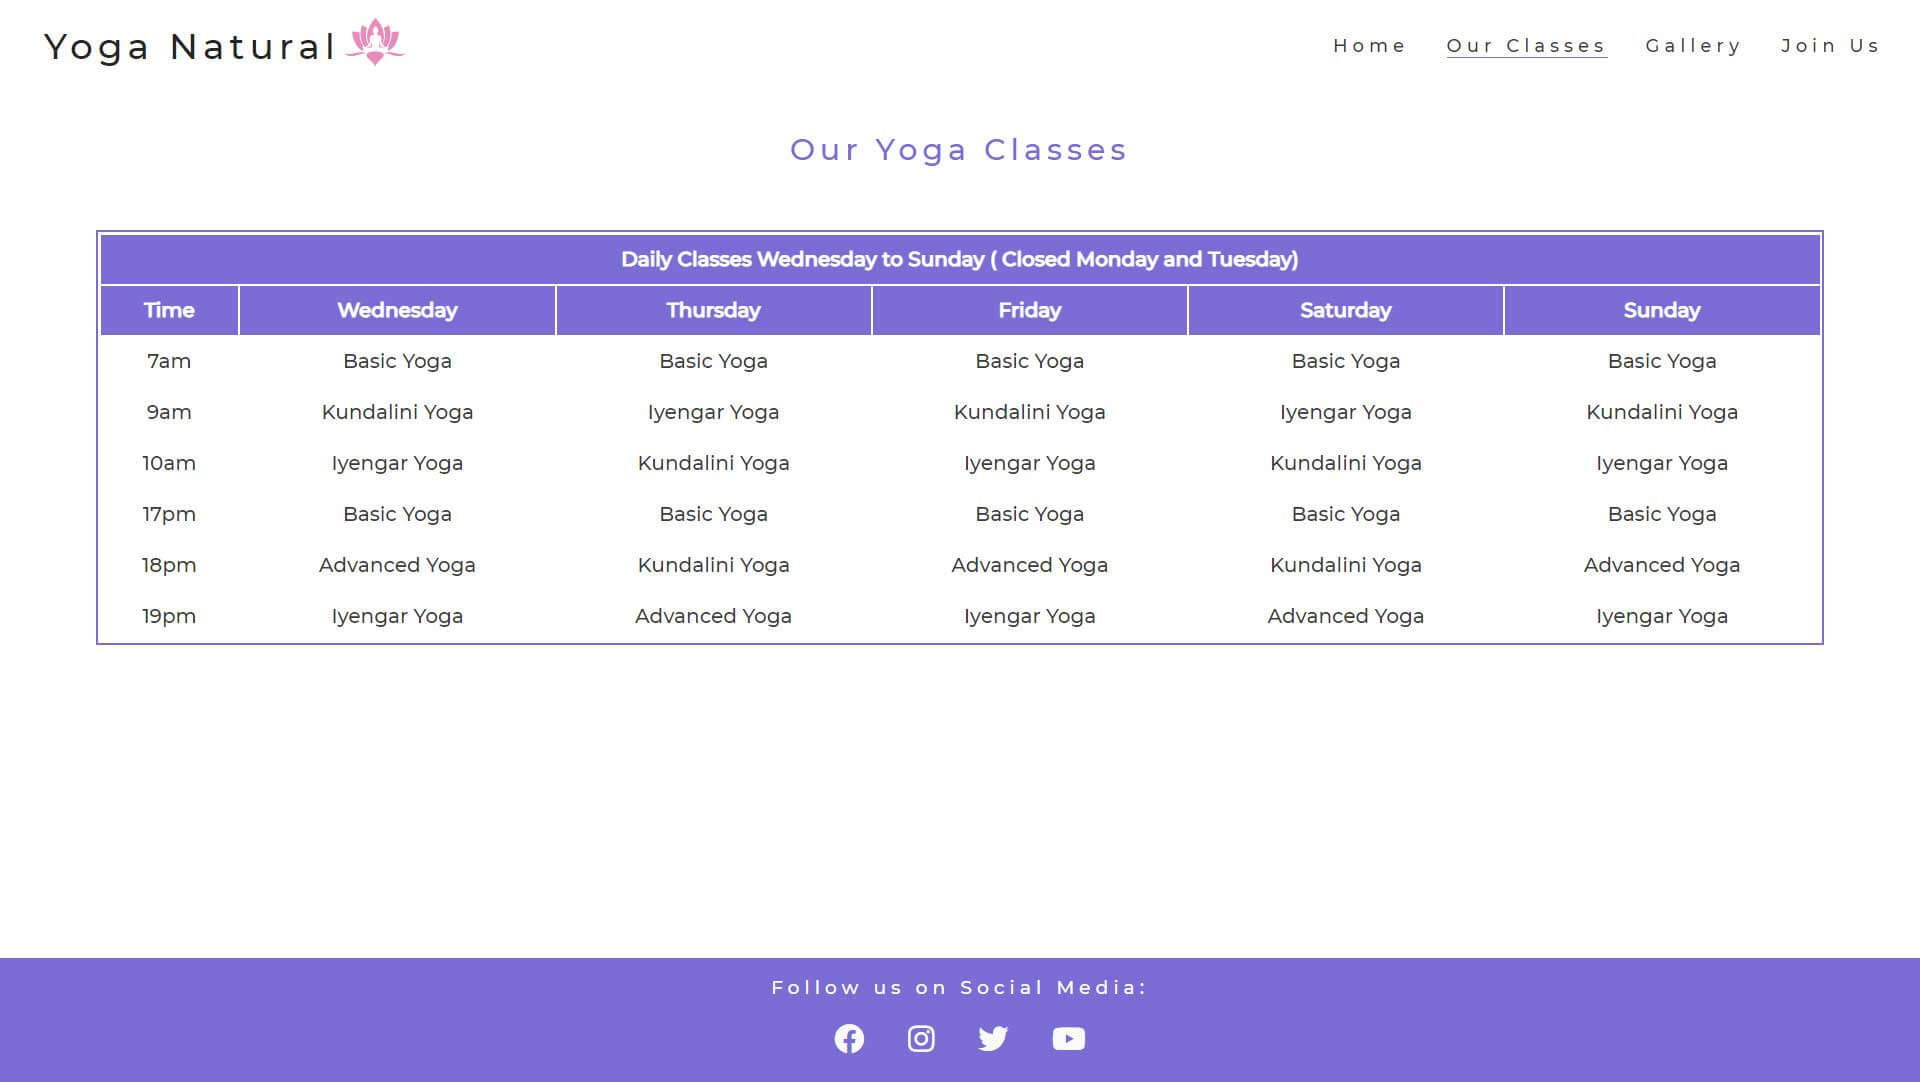 Yoga Natural
Home Our Classes Gallery Join Us
Our Yoga Classes
Daily Classes Wednesday to Sunday ( Closed Monday and Tuesday)
Time Wednesday Thursday Friday Saturday Sunday
7am Basic Yoga Basic Yoga Basic Yoga Basic Yoga Basic Yoga
9am Kundalini Yoga Iyengar Yoga Kundalini Yoga Iyengar Yoga Kundalini Yoga
10am Iyengar Yoga Kundalini Yoga Iyengar Yoga Kundalini Yoga Iyengar Yoga
17pm Basic Yoga Basic Yoga Basic Yoga Basic Yoga Basic Yoga
18pm Advanced Yoga Kundalini Yoga Advanced Yoga Kundalini Yoga Advanced Yoga
19pm Iyengar Yoga Advanced Yoga Iyengar Yoga Advanced Yoga Iyengar Yoga
Follow us on Social Media: